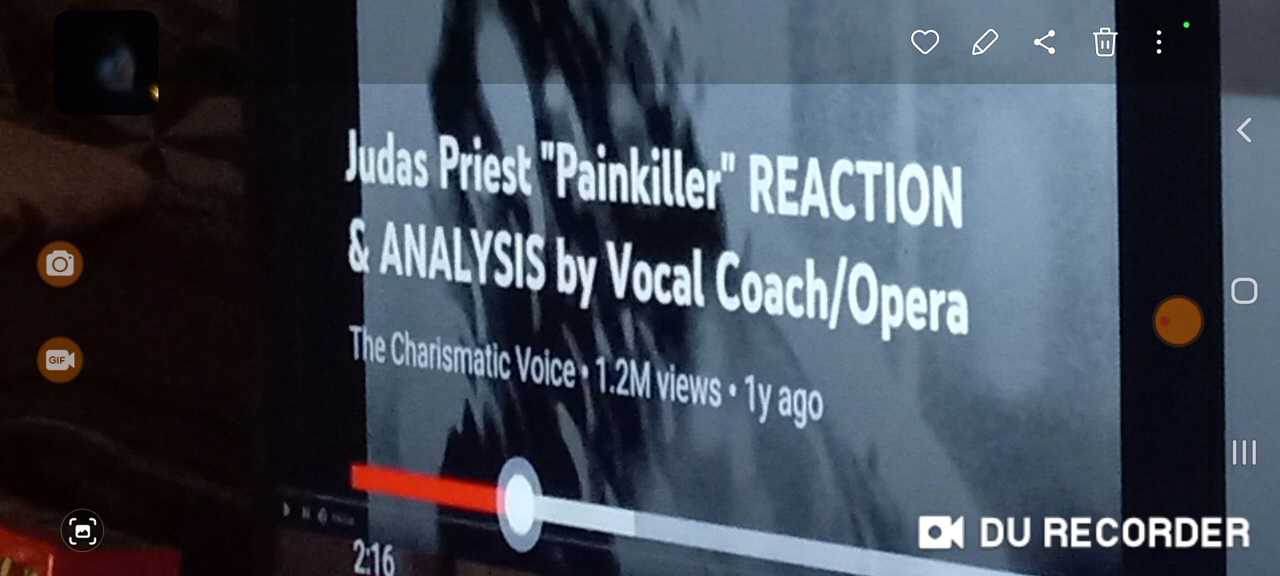 Judas Priest "Painkiller" REACTION
& ANALYSIS by Vocal Coach/Opera
The Charismatic Voice • 1.2M views • 1y ago
GIF
2:16
DU RECORDER